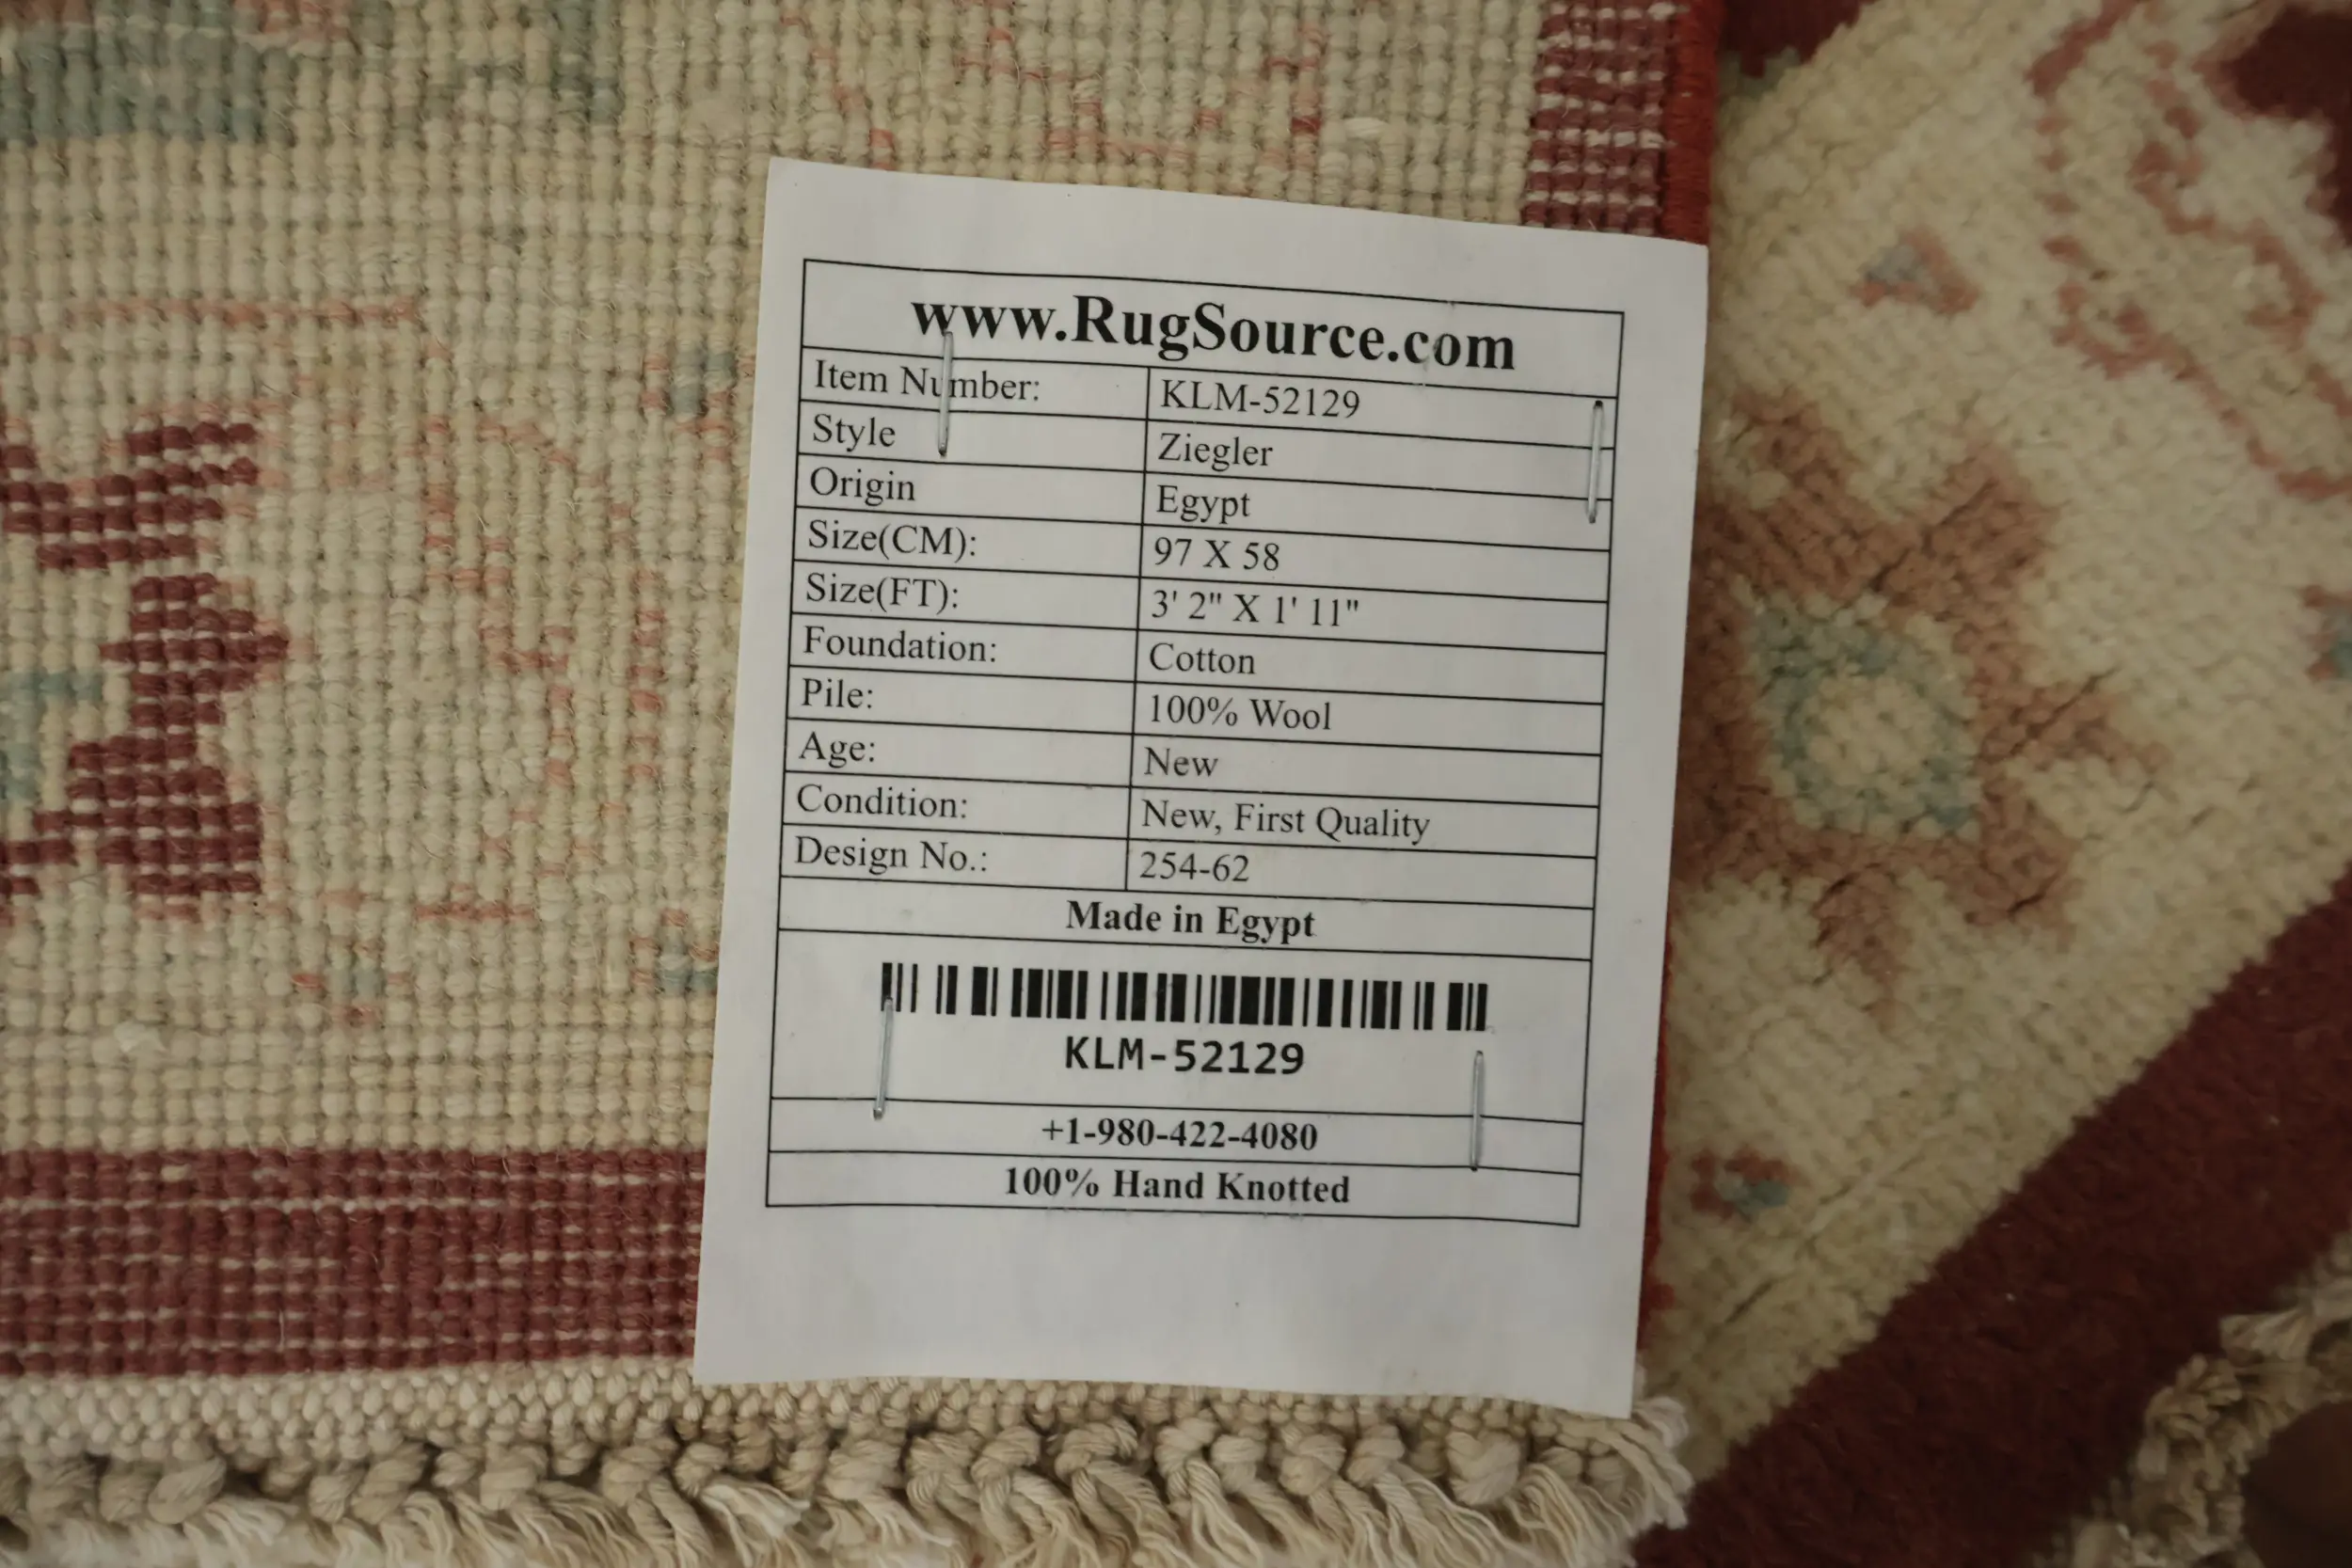 www.RugSource.com
Item Number: KLM-52129
Style Ziegler
Origin Egypt
Size(CM): 97 X 58
Size(FT): 3' 2" X 1' 11"
Foundation: Cotton
Pile: 100% Wool
Age: New
Condition: New, First Quality
Design No.: 254-62
Made in Egypt
KLM-52129
+1-980-422-4080
100% Hand Knotted